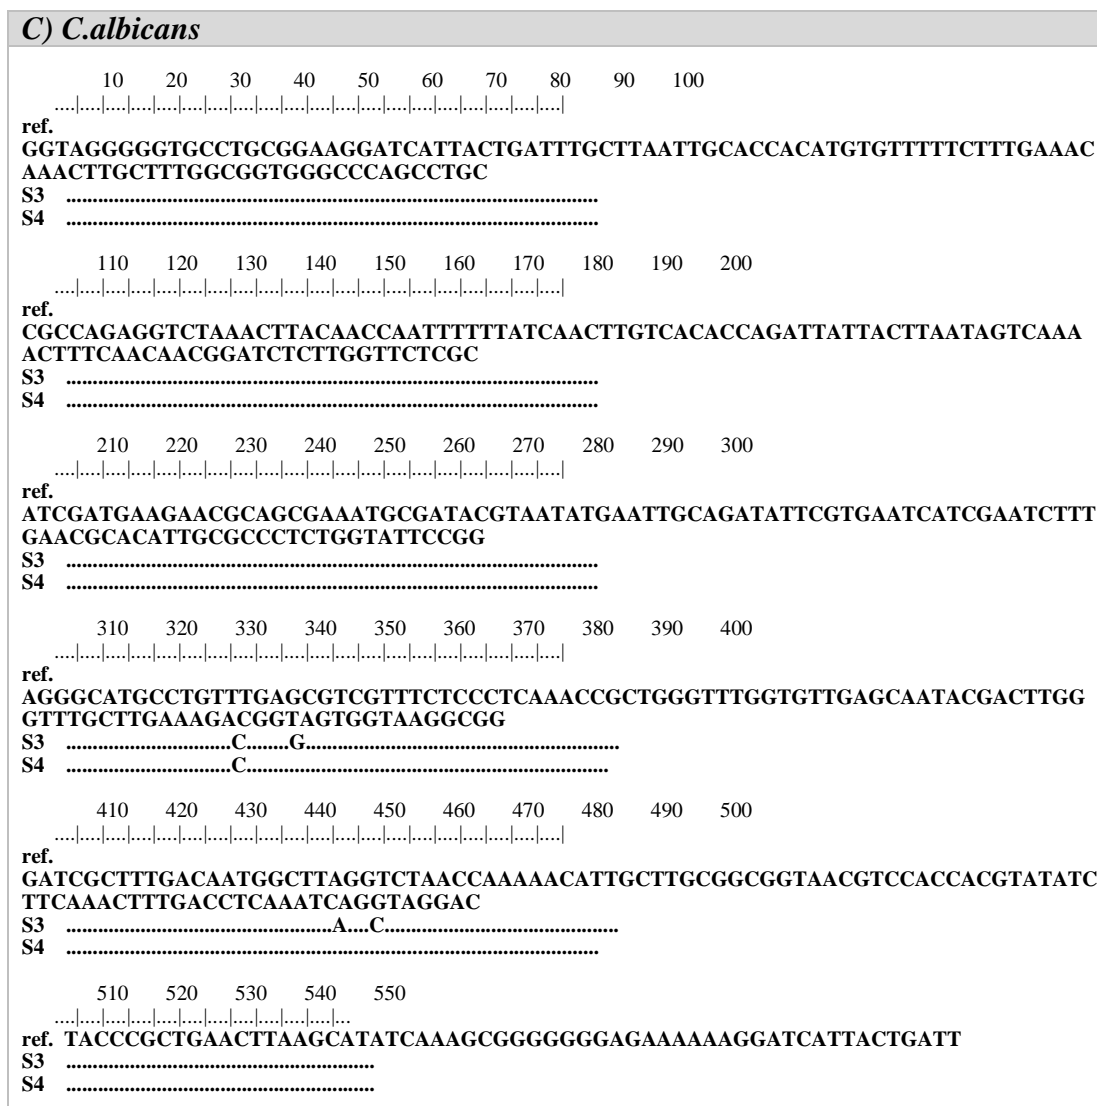 C) C.albicans
10 20 30 40 50 60 70 80 90 100
....|....|....|....|....|....|....|....|....|....|....|....|....|....|....|....|....|....|....|....|
ref.
GGTAGGGGGTGCCTGCGGAAGGATCATTACTGATTTGCTTAATTGCACCACATGTGTTTTTCTTTGAAAC
AAACTTGCTTTGGCGGTGGGCCCAGCCTGC
S3 ....................................................................................................
S4 ....................................................................................................
110 120 130 140 150 160 170 180 190 200
....|....|....|....|....|....|....|....|....|....|....|....|....|....|....|....|....|....|....|....|
ref.
CGCCAGAGGTCTAAACTTACAACCAATTTTTTATCAACTTGTCACACCAGATTATTACTTAATAGTCAAA
ACTTTCAACAACGGATCTCTTGGTTCTCGC
S3 ....................................................................................................
S4 ....................................................................................................
210 220 230 240 250 260 270 280 290 300
....|....|....|....|....|....|....|....|....|....|....|....|....|....|....|....|....|....|....|....|
ref.
ATCGATGAAGAACGCAGCGAAATGCGATACGTAATATGAATTGCAGATATTCGTGAATCATCGAATCTTT
GAACGCACATTGCGCCCTCTGGTATTCCGG
S3 ....................................................................................................
S4 ....................................................................................................
310 320 330 340 350 360 370 380 390 400
....|....|....|....|....|....|....|....|....|....|....|....|....|....|....|....|....|....|....|....|
ref.
AGGGCATGCCTGTTTGAGCGTCGTTTCTCCCTCAAACCGCTGGGTTTGGTGTTGAGCAATACGACTTGG
GTTTGCTTGAAAGACGGTAGTGGTAAGGCGG
S3 ...............................C........G...........................................................
S4 ...............................C....................................................................
410 420 430 440 450 460 470 480 490 500
....|....|....|....|....|....|....|....|....|....|....|....|....|....|....|....|....|....|....|....|
ref.
GATCGCTTTGACAATGGCTTAGGTCTAACCAAAAACATTGCTTGCGGCGGTAACGTCCACCACGTATATC
TTCAAACTTTGACCTCAAATCAGGTAGGAC
S3 ..................................................A....C............................................
S4 ....................................................................................................
510 520 530 540 550
....|....|....|....|....|....|....|....|....|....|....|...
ref. TACCCGCTGAACTTAAGCATATCAAAGCGGGGGGGAGAAAAAAGGATCATTACTGATT
S3 ..........................................................
S4 ..........................................................